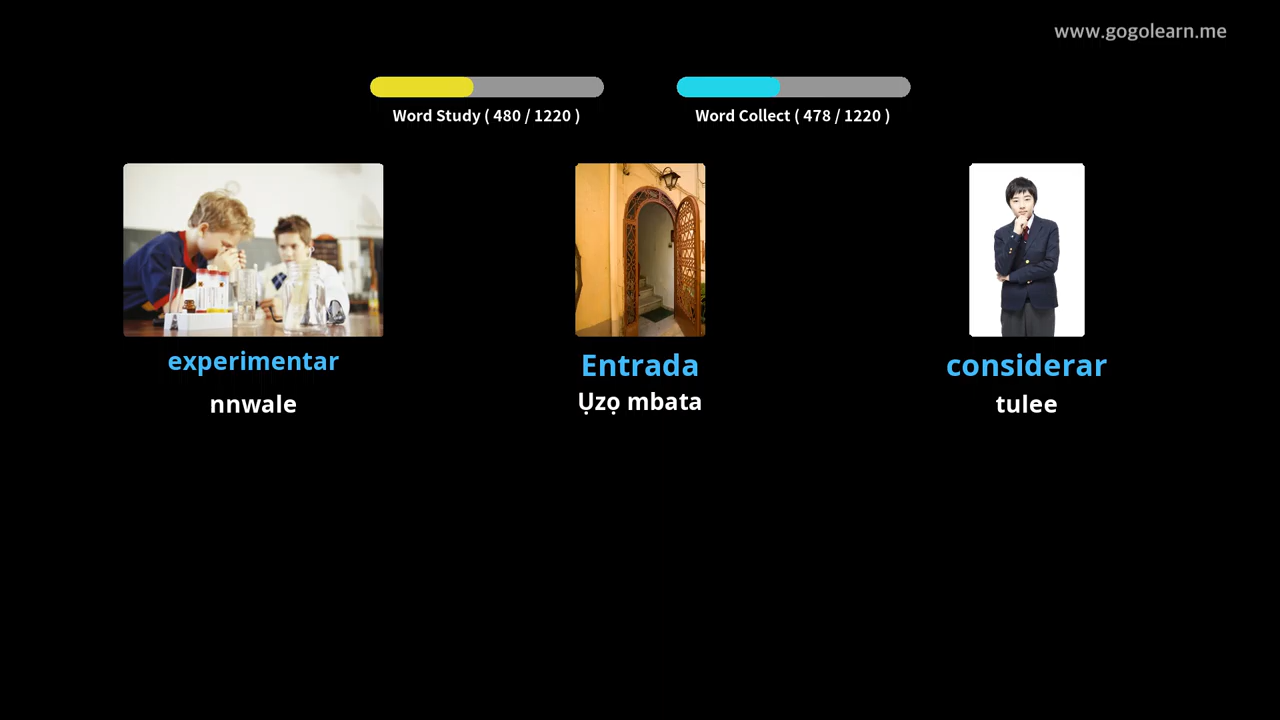 www.gogolearn.me
Word Study ( 480 / 1220 )
Word Collect ( 478 / 1220 )
experimentar
nnwale
Entrada
Ụzọ mbata
considerar
tulee